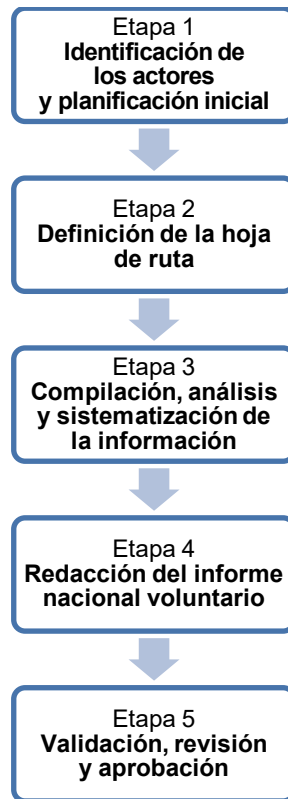 Etapa 1
Identificación de
los actores
y planificación inicial
Etapa 2
Definición de la hoja
de ruta
Etapa 3
Compilación, análisis
y sistematización de
la información
Etapa 4
Redacción del informe
nacional voluntario
Etapa 5
Validación, revisión
y aprobación